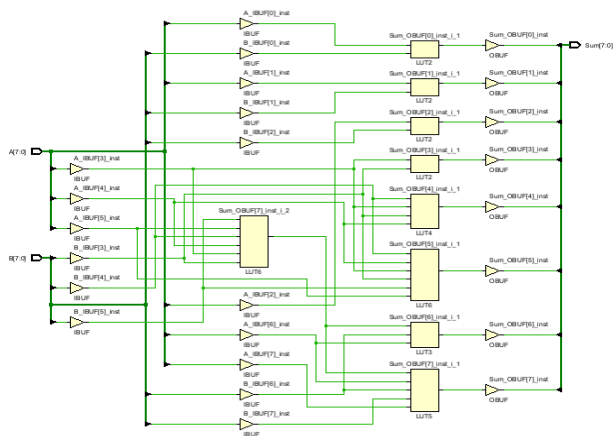 A_IBUF[0]_inst
IBUF
B_IBUF[0]_inst
IBUF
A_IBUF[1]_inst
IBUF
B_IBUF[1]_inst
IBUF
B_IBUF[2]_inst
IBUF
A[7:0]
A_IBUF[3]_inst
IBUF
A_IBUF[4]_inst
IBUF
A_IBUF[5]_inst
IBUF
B[7:0]
B_IBUF[3]_inst
IBUF
B_IBUF[4]_inst
IBUF
B_IBUF[5]_inst
IBUF
Sum_OBUF[7]_inst_i_2
LUT6
A_IBUF[2]_inst
IBUF
A_IBUF[6]_inst
IBUF
A_IBUF[7]_inst
IBUF
B_IBUF[6]_inst
IBUF
B_IBUF[7]_inst
IBUF
Sum_OBUF[0]_inst_i_1
LUT2
Sum_OBUF[1]_inst_i_1
LUT2
Sum_OBUF[2]_inst_i_1
LUT2
Sum_OBUF[3]_inst_i_1
LUT2
Sum_OBUF[4]_inst_i_1
LUT4
Sum_OBUF[5]_inst_i_1
LUT6
Sum_OBUF[6]_inst_i_1
LUT3
Sum_OBUF[7]_inst_i_1
LUT5
Sum_OBUF[0]_inst
OBUF
Sum_OBUF[1]_inst
OBUF
Sum_OBUF[2]_inst
OBUF
Sum_OBUF[3]_inst
OBUF
Sum_OBUF[4]_inst
OBUF
Sum_OBUF[5]_inst
OBUF
Sum_OBUF[6]_inst
OBUF
Sum_OBUF[7]_inst
OBUF
Sum[7:0]